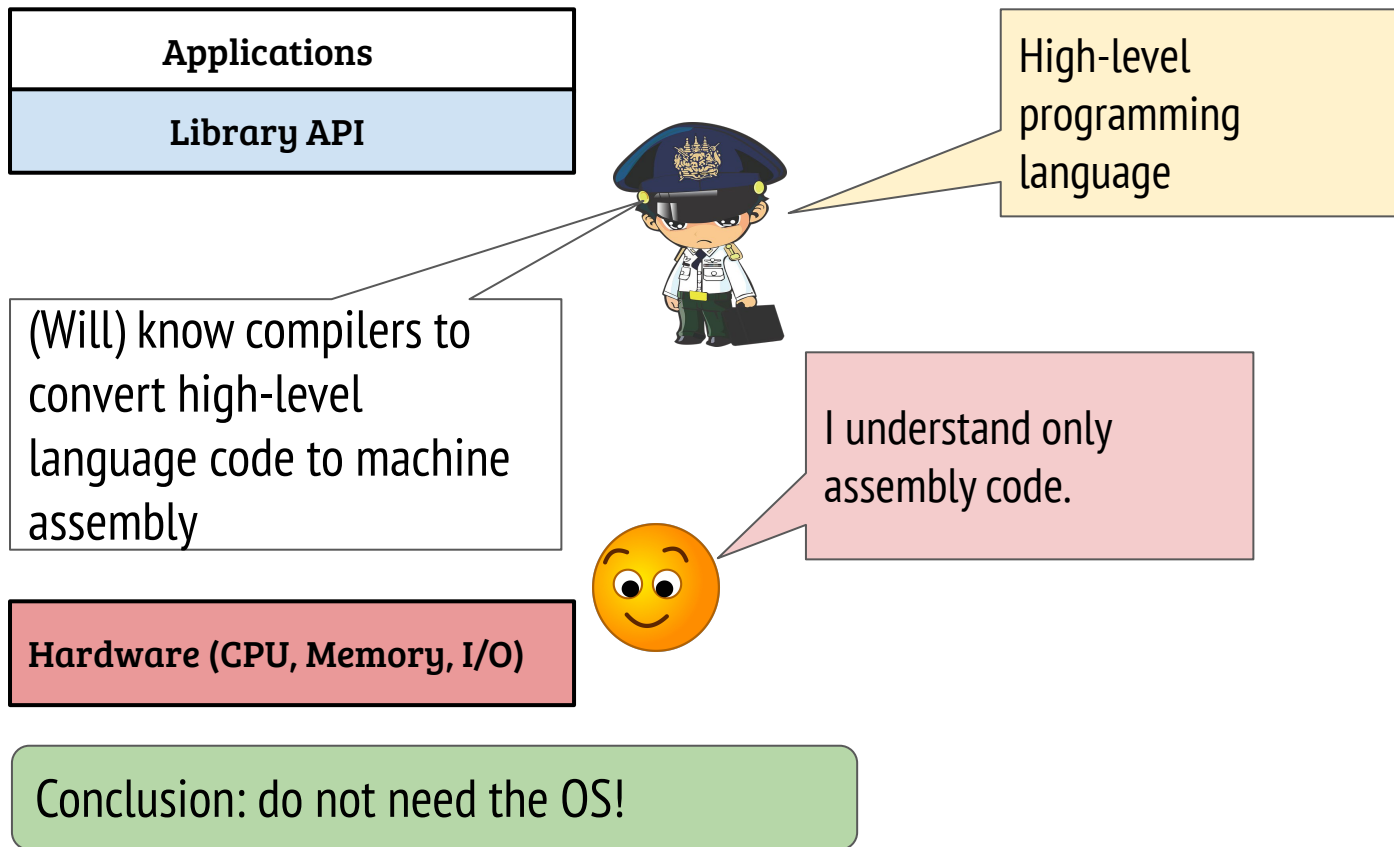 Applications
Library API
High-level
programming
language
(Will) know compilers to
convert high-level
language code to machine
assembly
I understand only
assembly code.
Hardware (CPU, Memory, I/O)
Conclusion: do not need the OS!